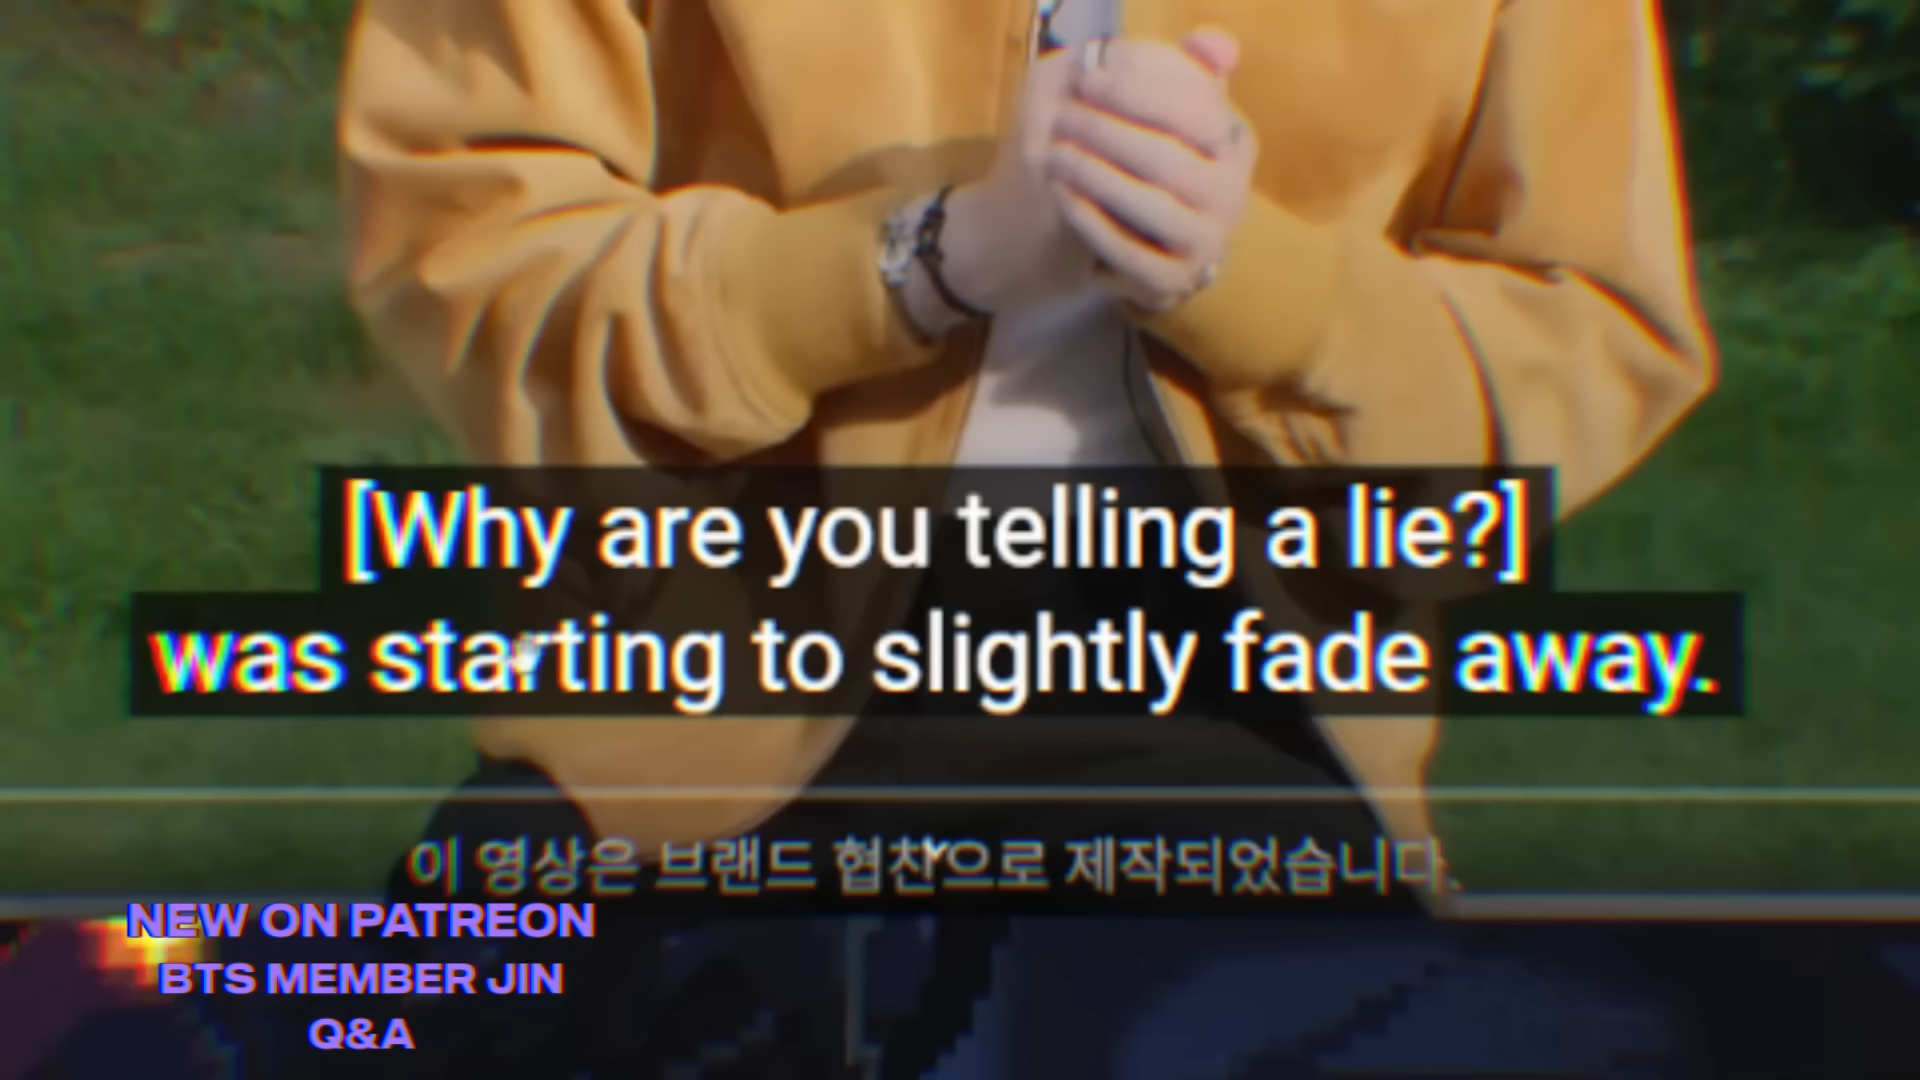 [Why are you telling a lie?]
was starting to slightly fade away.
이 영상은 브랜드 협찬으로 제작되었습니다.
NEW ON PATREON
BTS MEMBER JIN
Q&A